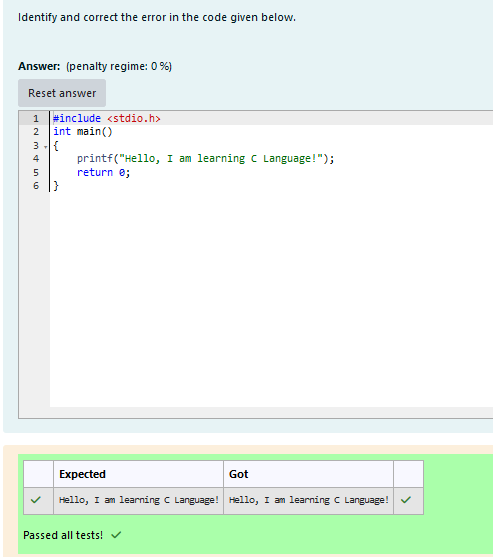 Identify and correct the error in the code given below.
Answer: (penalty regime: 0 %)
Reset answer
1 #include <stdio.h>
2 int main()
3 {
4 printf("Hello, I am learning C Language!");
5 return 0;
6 }
Expected Got
Hello, I am learning C Language! Hello, I am learning C Language!
Passed all tests!